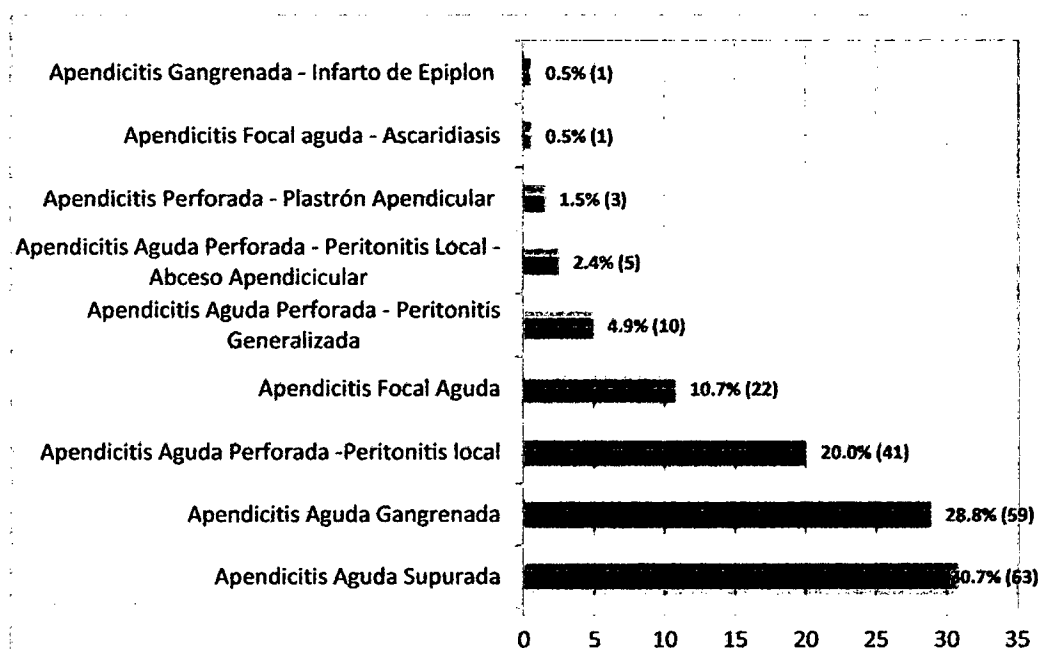 Apendicitis Gangrenada - Infarto de Epiplon
0.5% (1)
Apendicitis Focal aguda - Ascaridiasis
0.5% (1)
Apendicitis Perforada - Plastrón Apendicular
1.5% (3)
Apendicitis Aguda Perforada - Peritonitis Local -
Abceso Apendicicular
2.4% (5)
Apendicitis Aguda Perforada - Peritonitis
Generalizada
4.9% (10)
Apendicitis Focal Aguda
10.7% (22)
Apendicitis Aguda Perforada -Peritonitis local
20.0% (41)
Apendicitis Aguda Gangrenada
28.8% (59)
Apendicitis Aguda Supurada
30.7% (63)
0 5 10 15 20 25 30 35